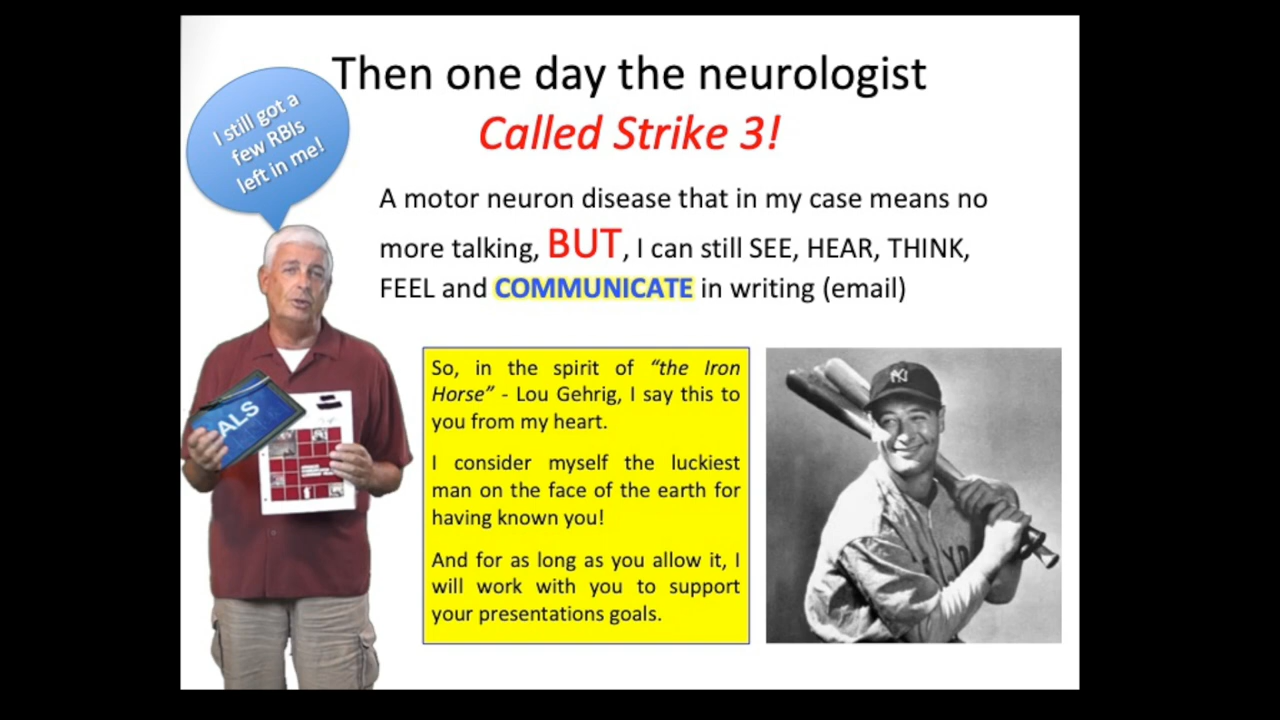 Then one day the neurologist
Called Strike 3!
I still got a
few RBIs
left in me!
A motor neuron disease that in my case means no
more talking, BUT, I can still SEE, HEAR, THINK,
FEEL and COMMUNICATE in writing (email)
ALS
So, in the spirit of “the Iron
Horse” - Lou Gehrig, I say this to
you from my heart.
I consider myself the luckiest
man on the face of the earth for
having known you!
And for as long as you allow it, I
will work with you to support
your presentations goals.
NY